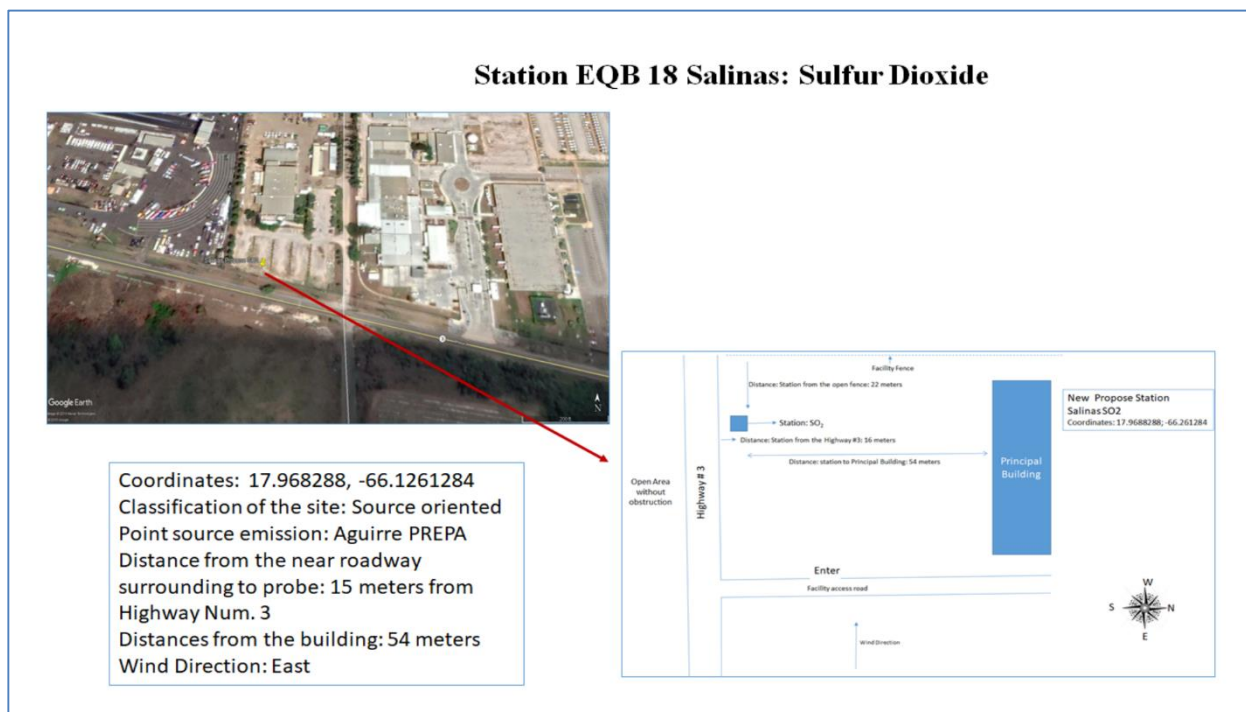 Station EQB 18 Salinas: Sulfur Dioxide
Google Earth
N
Coordinates: 17.968288, -66.1261284
Classification of the site: Source oriented
Point source emission: Aguirre PREPA
Distance from the near roadway
surrounding to probe: 15 meters from
Highway Num. 3
Distances from the building: 54 meters
Wind Direction: East
Facility Fence
Distance: Station from the open fence: 22 meters
Station: SO₂
Distance: Station from the Highway #3: 16 meters
Distance: station to Principal Building: 54 meters
Open Area
without
obstruction
Highway # 3
Principal
Building
New Propose Station
Salinas SO2
Coordinates: 17.9688288; -66.261284
Enter
Facility access road
Wind Direction
W
S
N
E